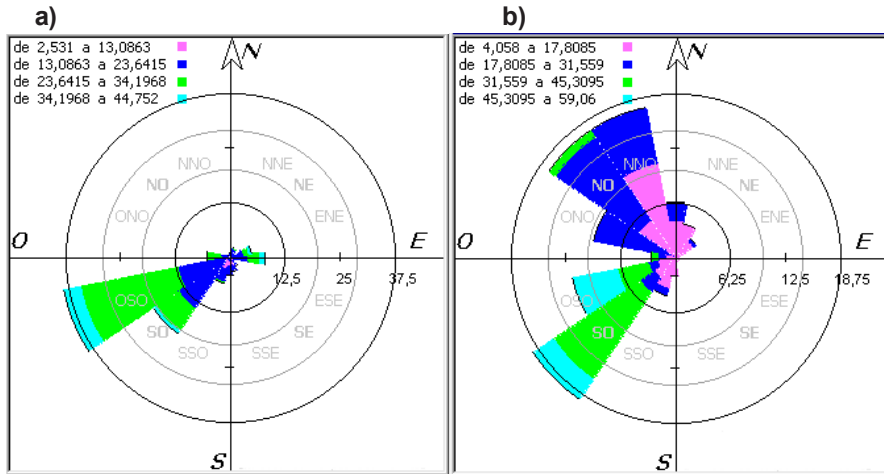 a)
de 2,531 a 13,0863
de 13,0863 a 23,6415
de 23,6415 a 34,1968
de 34,1968 a 44,752
N
NNO
NNE
NO
NE
ONO
ENE
O
E
12,5
25
37,5
OSO
ESE
SO
SE
SSO
SSE
S
b)
de 4,058 a 17,8085
de 17,8085 a 31,559
de 31,559 a 45,3095
de 45,3095 a 59,06
N
NNO
NNE
NO
NE
ONO
ENE
O
E
6,25
12,5
18,75
OSO
ESE
SO
SE
SSO
SSE
S